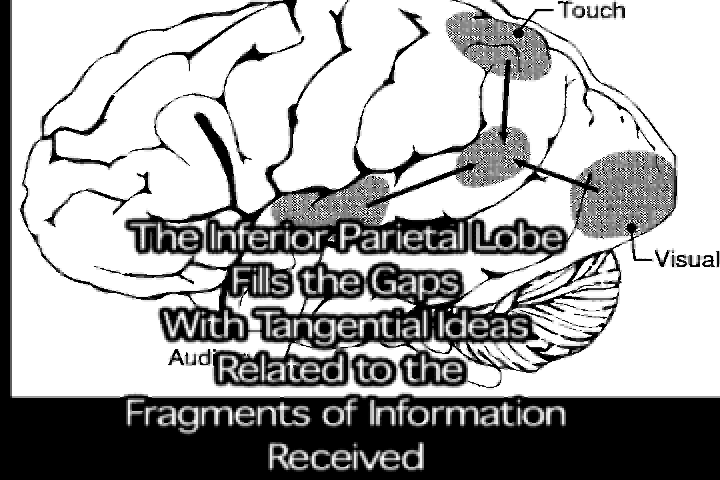 Touch
Visual
The Inferior Parietal Lobe
Fills the Gaps
With Tangential Ideas
Related to the
Fragments of Information
Received